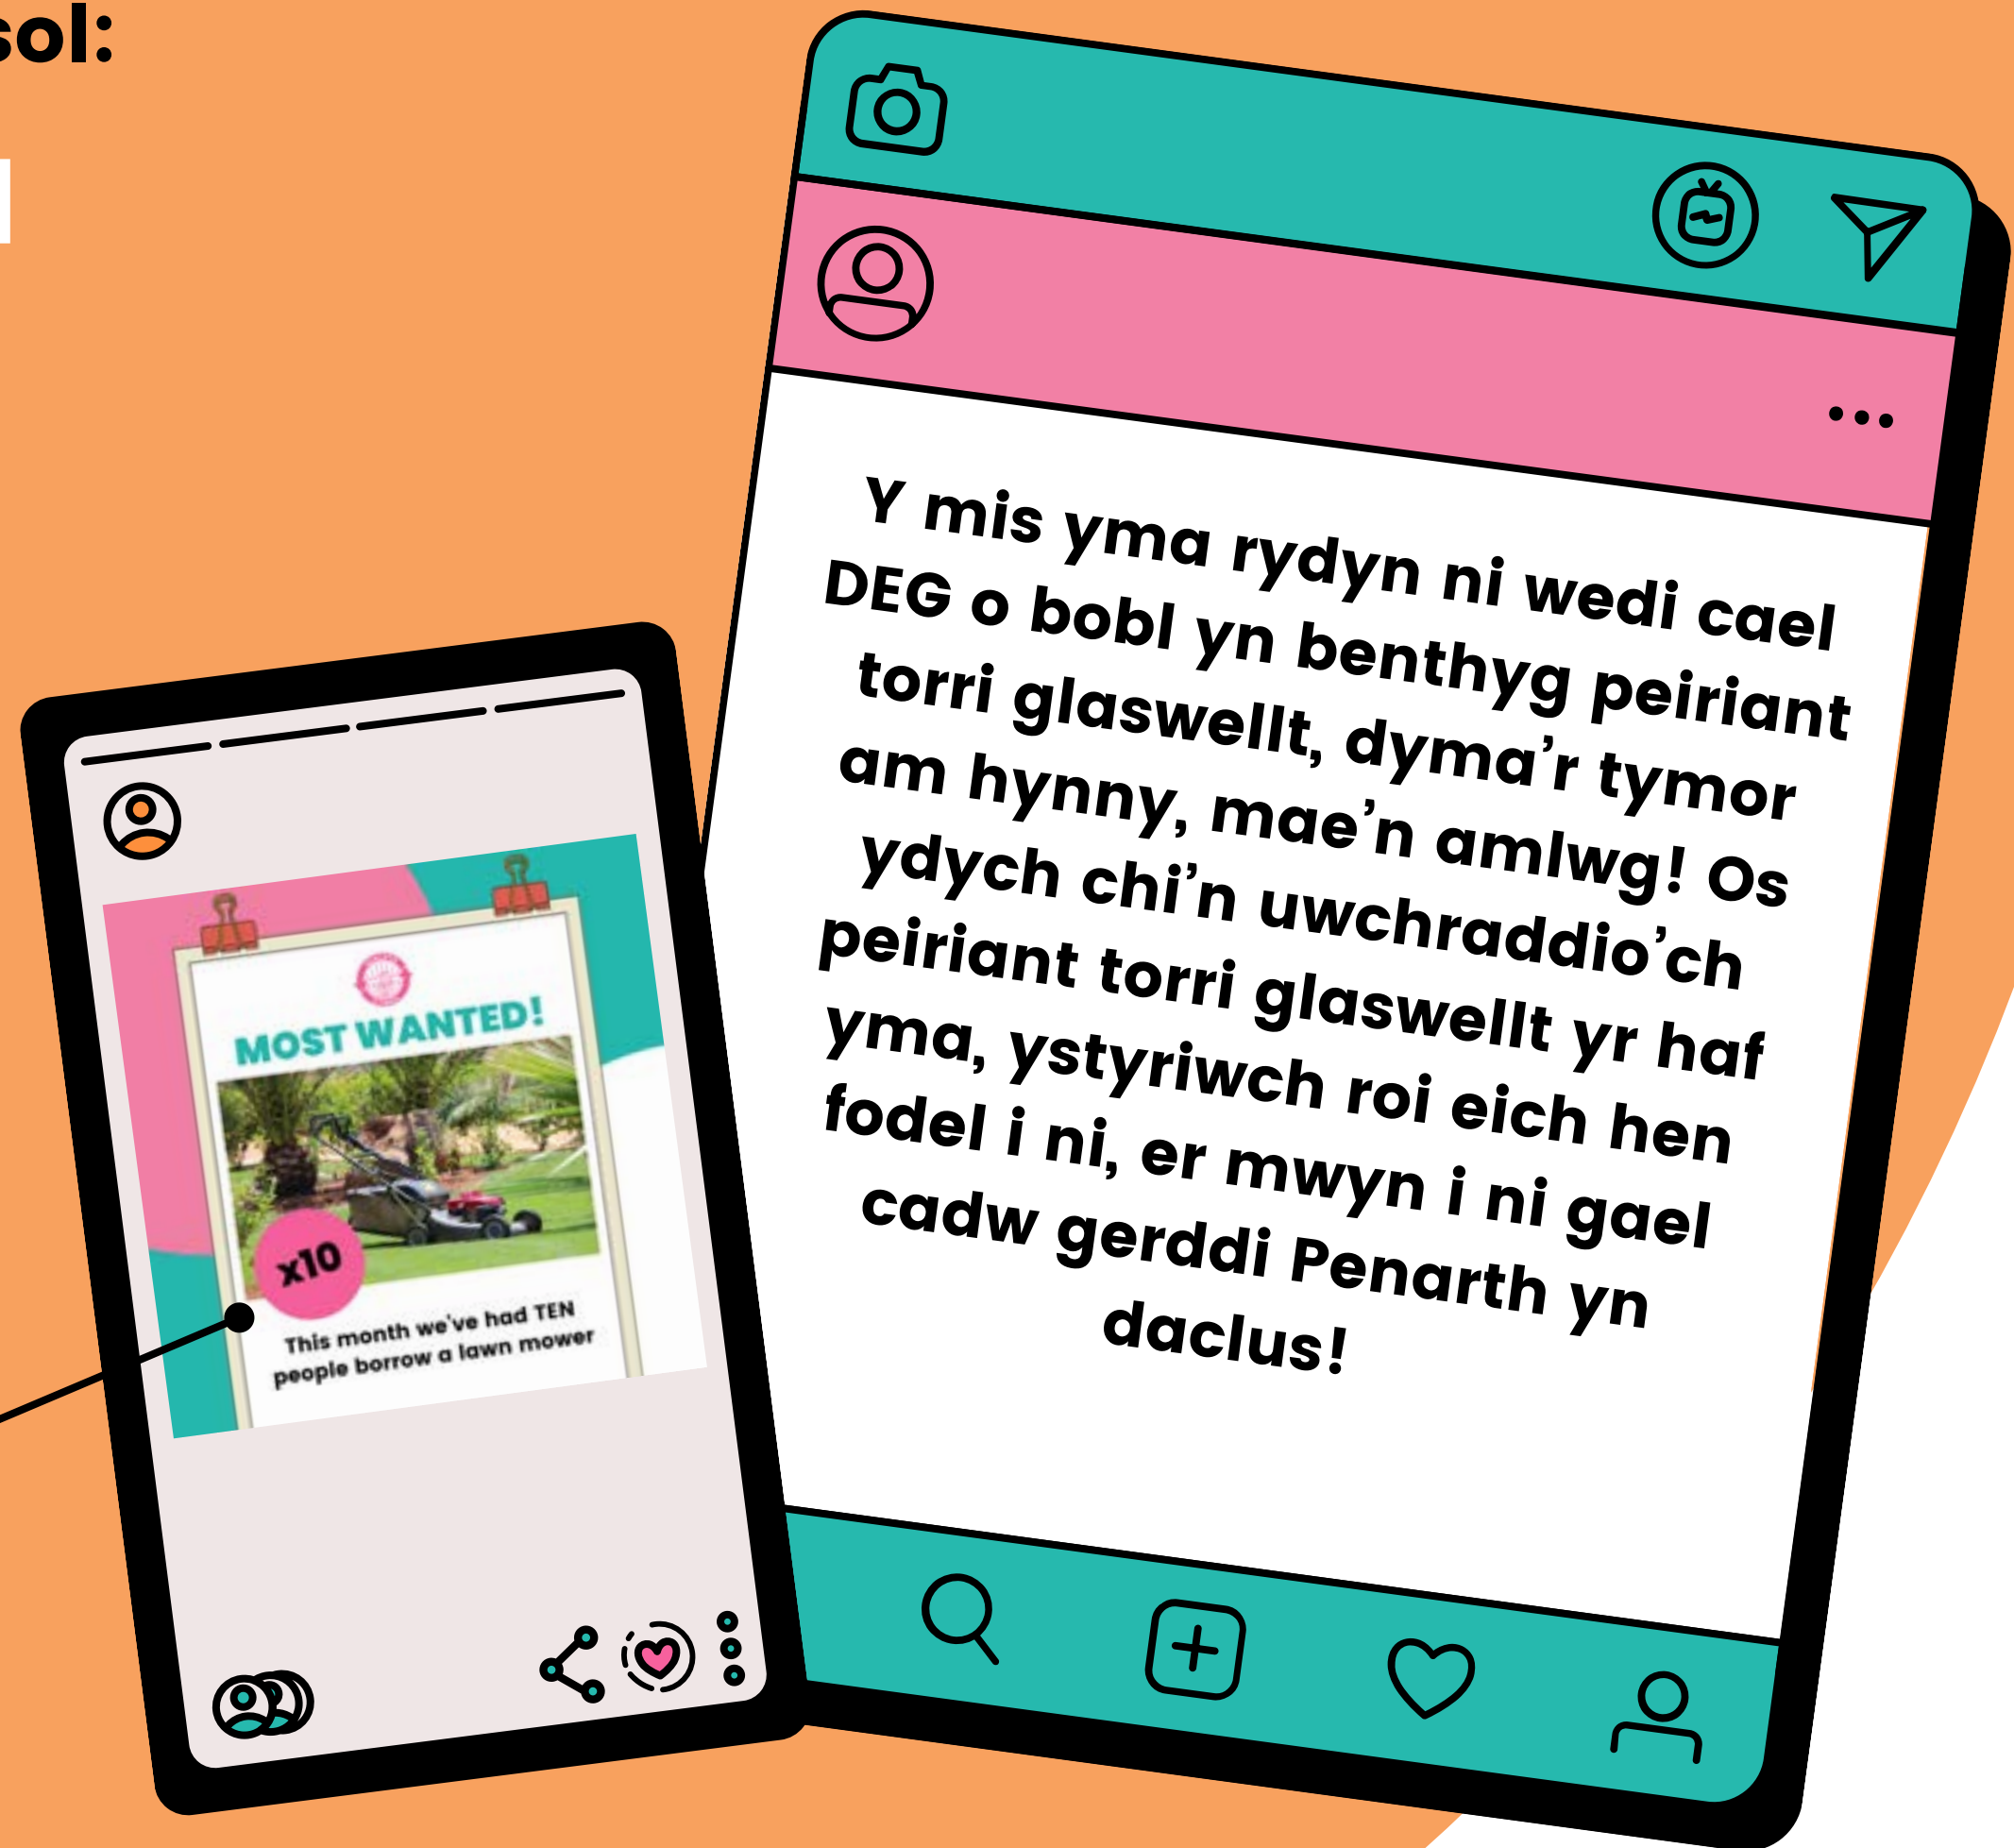 sol:
Y mis yma rydyn ni wedi cael
DEG o bobl yn benthyg peiriant
torri glaswellt, dyma’r tymor
am hynny, mae’n amlwg! Os
ydych chi’n uwchraddio’ch
peiriant torri glaswellt yr haf
yma, ystyriwch roi eich hen
fodel i ni, er mwyn i ni gael
cadw gerddi Penarth yn
daclus!
MOST WANTED!
x10
This month we've had TEN
people borrow a lawn mower